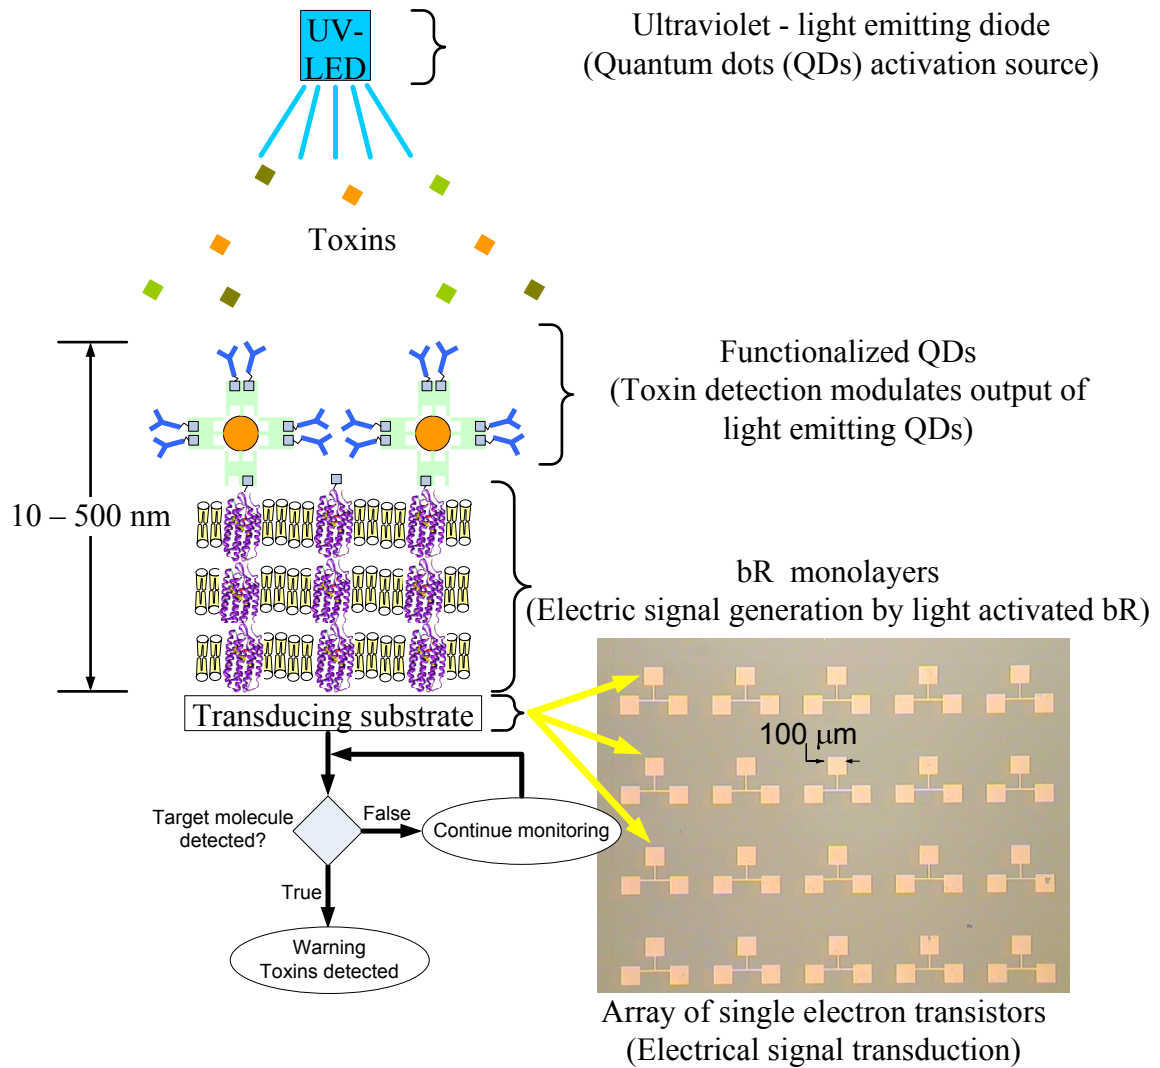 UV-
LED
Ultraviolet - light emitting diode
(Quantum dots (QDs) activation source)
Toxins
Functionalized QDs
(Toxin detection modulates output of
light emitting QDs)
10 – 500 nm
bR monolayers
(Electric signal generation by light activated bR)
Transducing substrate
100 μm
Target molecule
detected?
False
Continue monitoring
True
Warning
Toxins detected
Array of single electron transistors
(Electrical signal transduction)